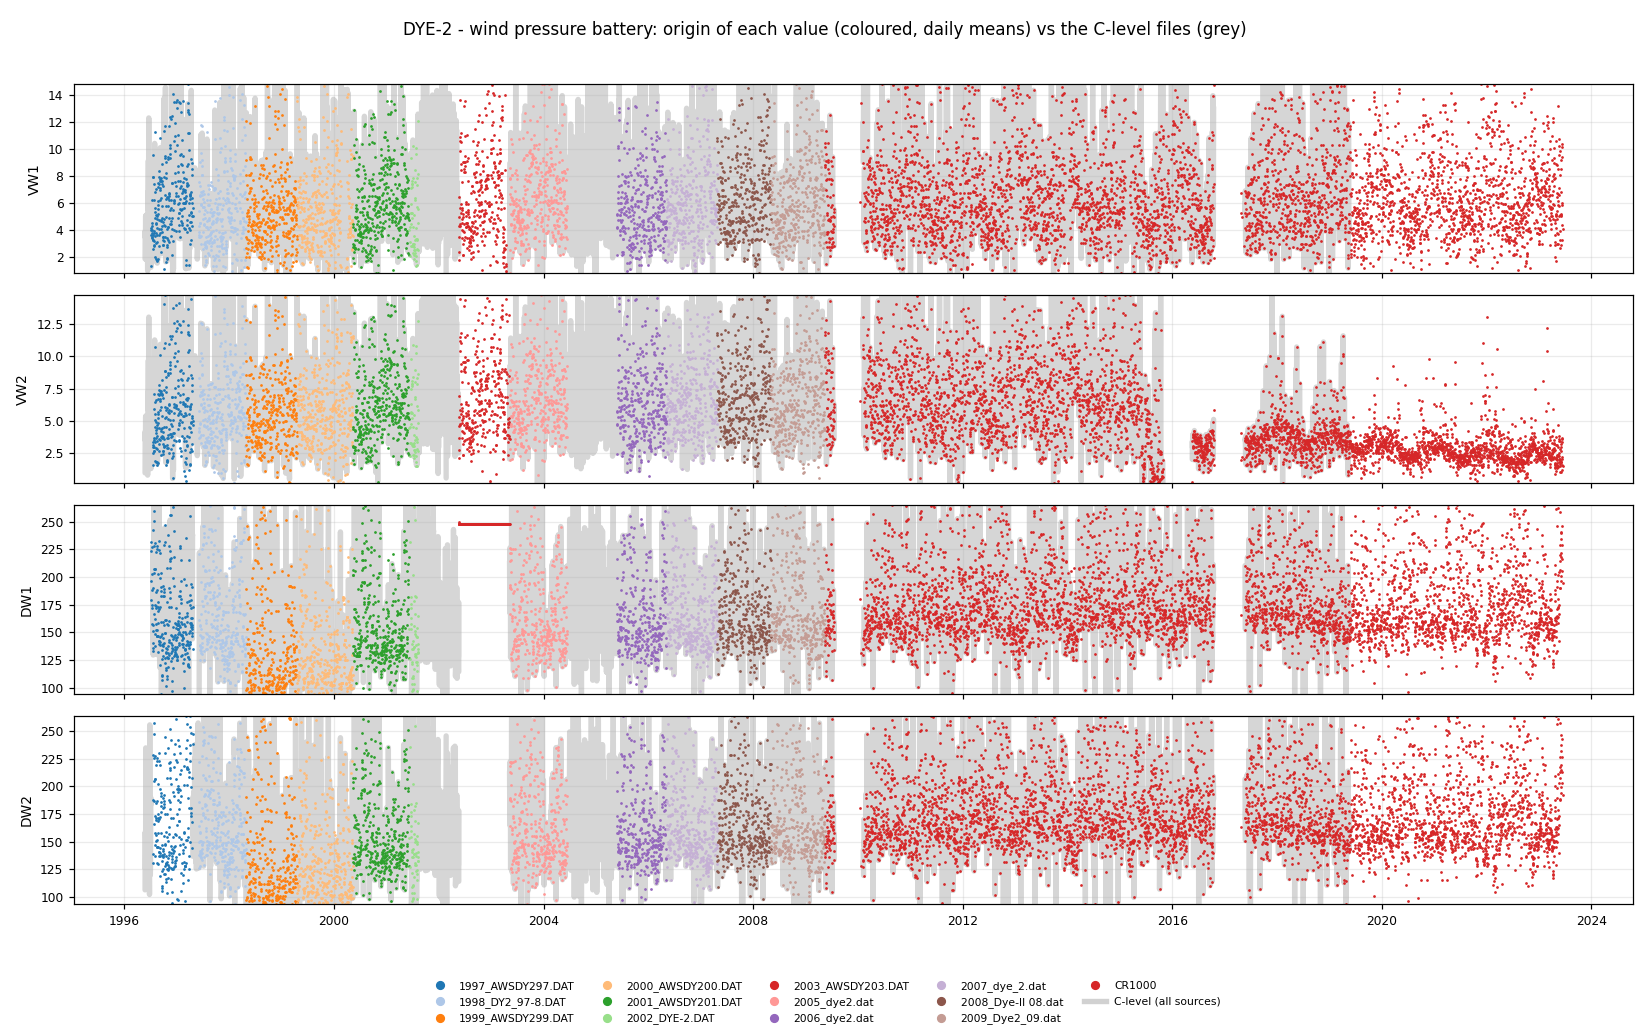 DYE-2 - wind pressure battery: origin of each value (coloured, daily means) vs the C-level files (grey)
VW1
14
12
10
8
6
4
2
VW2
12.5
10.0
7.5
5.0
2.5
DW1
250
225
200
175
150
125
100
DW2
250
225
200
175
150
125
100
1996 2000 2004 2008 2012 2016 2020 2024
1997_AWSDY297.DAT 2000_AWSDY200.DAT 2003_AWSDY203.DAT 2007_dye_2.dat CR1000
1998_DY2_97-8.DAT 2001_AWSDY201.DAT 2005_dye2.dat 2008_Dye-II 08.dat C-level (all sources)
1999_AWSDY299.DAT 2002_DYE-2.DAT 2006_dye2.dat 2009_Dye2_09.dat